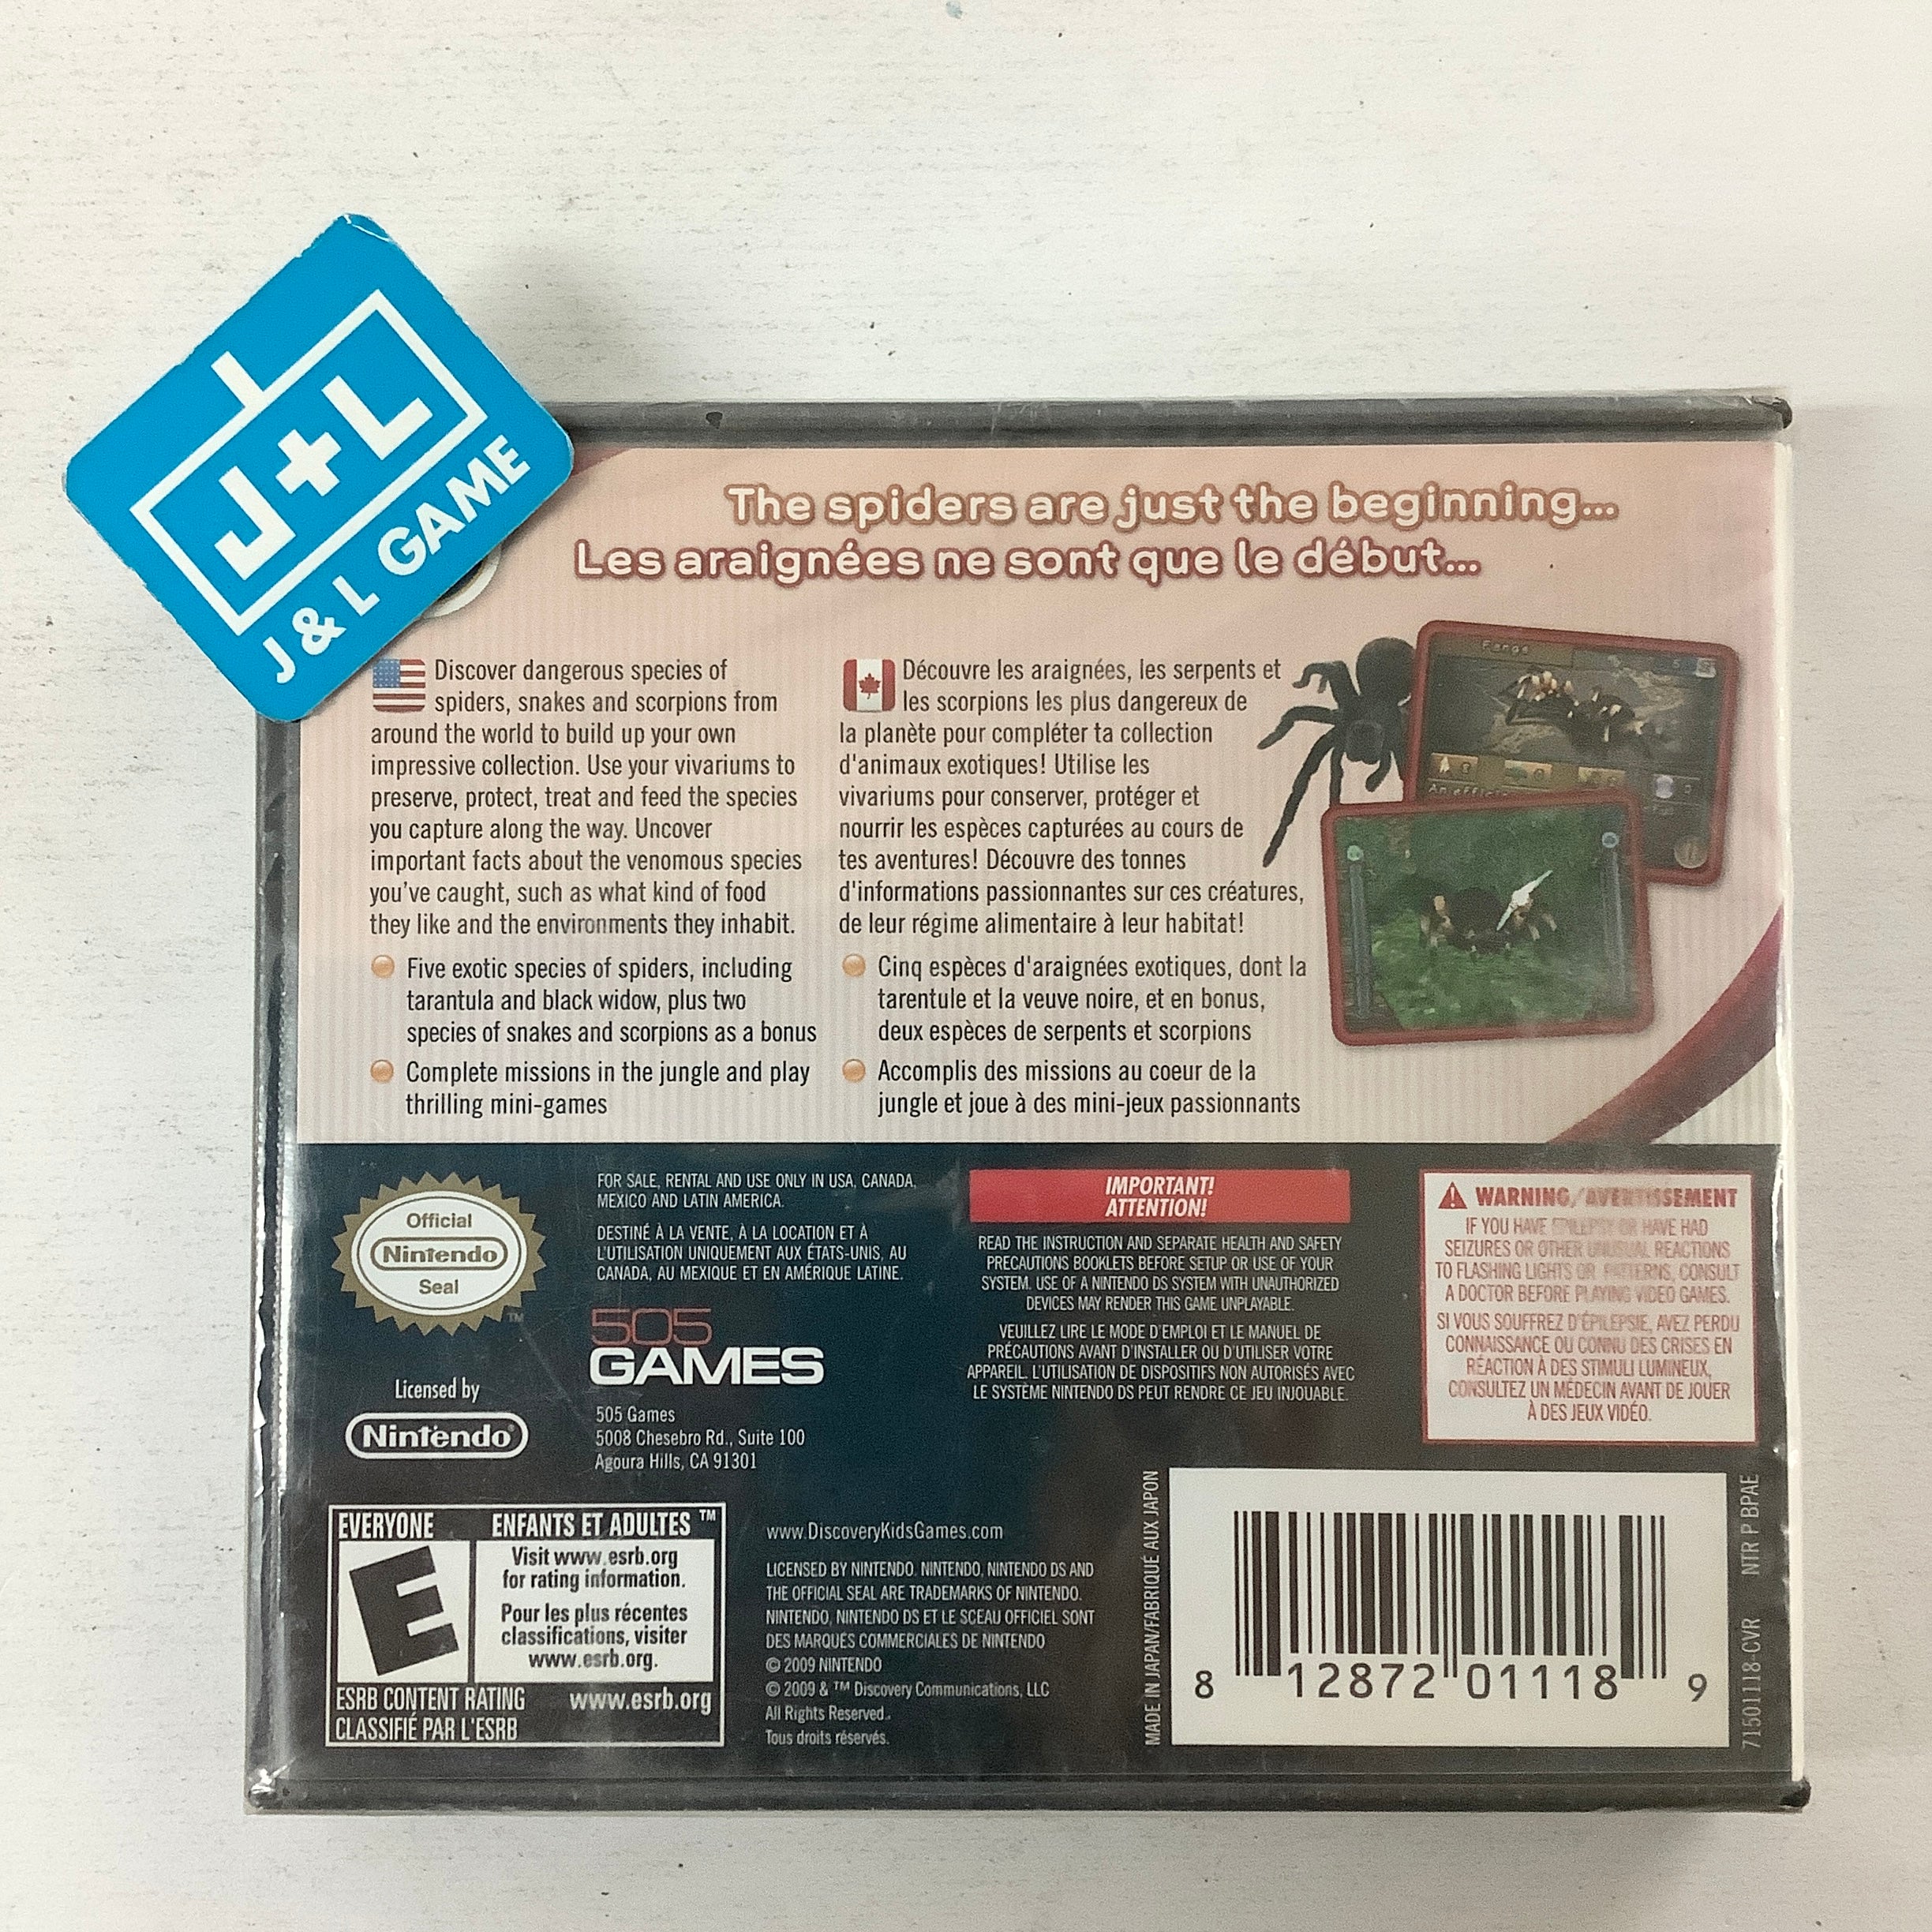 J+L
J & L GAME
The spiders are just the beginning...
Les araignées ne sont que le début...
Discover dangerous species of
spiders, snakes and scorpions from
around the world to build up your own
impressive collection. Use your vivariums to
preserve, protect, treat and feed the species
you capture along the way. Uncover
important facts about the venomous species
you've caught, such as what kind of food
they like and the environments they inhabit.
Five exotic species of spiders, including
tarantula and black widow, plus two
species of snakes and scorpions as a bonus
Complete missions in the jungle and play
thrilling mini-games
Découvre les araignées, les serpents et
les scorpions les plus dangereux de
la planète pour compléter ta collection
d'animaux exotiques! Utilise les
vivariums pour conserver, protéger et
nourrir les espèces capturées au cours de
tes aventures! Découvre des tonnes
d'informations passionnantes sur ces créatures,
de leur régime alimentaire à leur habitat!
Cinq espèces d'araignées exotiques, dont la
tarentule et la veuve noire, et en bonus,
deux espèces de serpents et scorpions
Accomplis des missions au coeur de la
jungle et joue à des mini-jeux passionnants
Fangs
Official
Nintendo
Seal
TM
Licensed by
Nintendo®
FOR SALE, RENTAL AND USE ONLY IN USA, CANADA,
MEXICO AND LATIN AMERICA.
DESTINÉ À LA VENTE, À LA LOCATION ET À
L'UTILISATION UNIQUEMENT AUX ÉTATS-UNIS, AU
CANADA, AU MEXIQUE ET EN AMÉRIQUE LATINE.
505
GAMES
505 Games
5008 Chesebro Rd., Suite 100
Agoura Hills, CA 91301
IMPORTANT!
ATTENTION!
READ THE INSTRUCTION AND SEPARATE HEALTH AND SAFETY
PRECAUTIONS BOOKLETS BEFORE SETUP OR USE OF YOUR
SYSTEM. USE OF A NINTENDO DS SYSTEM WITH UNAUTHORIZED
DEVICES MAY RENDER THIS GAME UNPLAYABLE.
VEUILLEZ LIRE LE MODE D'EMPLOI ET LE MANUEL DE
PRÉCAUTIONS AVANT D'INSTALLER OU D'UTILISER VOTRE
APPAREIL. L'UTILISATION DE DISPOSITIFS NON AUTORISÉS AVEC
LE SYSTÈME NINTENDO DS PEUT RENDRE CE JEU INJOUABLE.
WARNING/AVERTISSEMENT
IF YOU HAVE EPILEPSY OR HAVE HAD
SEIZURES OR OTHER UNUSUAL REACTIONS
TO FLASHING LIGHTS OR PATTERNS, CONSULT
A DOCTOR BEFORE PLAYING VIDEO GAMES.
SI VOUS SOUFFREZ D'ÉPILEPSIE, AVEZ PERDU
CONNAISSANCE OU CONNU DES CRISES EN
RÉACTION À DES STIMULI LUMINEUX,
CONSULTEZ UN MÉDECIN AVANT DE JOUER
À DES JEUX VIDÉO.
EVERYONE ENFANTS ET ADULTES ™
E
Visit www.esrb.org
for rating information.
Pour les plus récentes
classifications, visiter
www.esrb.org.
ESRB CONTENT RATING www.esrb.org
CLASSIFIÉ PAR L'ESRB
www.DiscoveryKidsGames.com
LICENSED BY NINTENDO. NINTENDO, NINTENDO DS AND
THE OFFICIAL SEAL ARE TRADEMARKS OF NINTENDO.
NINTENDO, NINTENDO DS ET LE SCEAU OFFICIEL SONT
DES MARQUES COMMERCIALES DE NINTENDO
© 2009 NINTENDO
© 2009 & ™ Discovery Communications, LLC
All Rights Reserved.
Tous droits réservés.
MADE IN JAPAN/FABRIQUÉ AUX JAPON
8 12872 01118 9
71501118-CVR NTR P BPAE